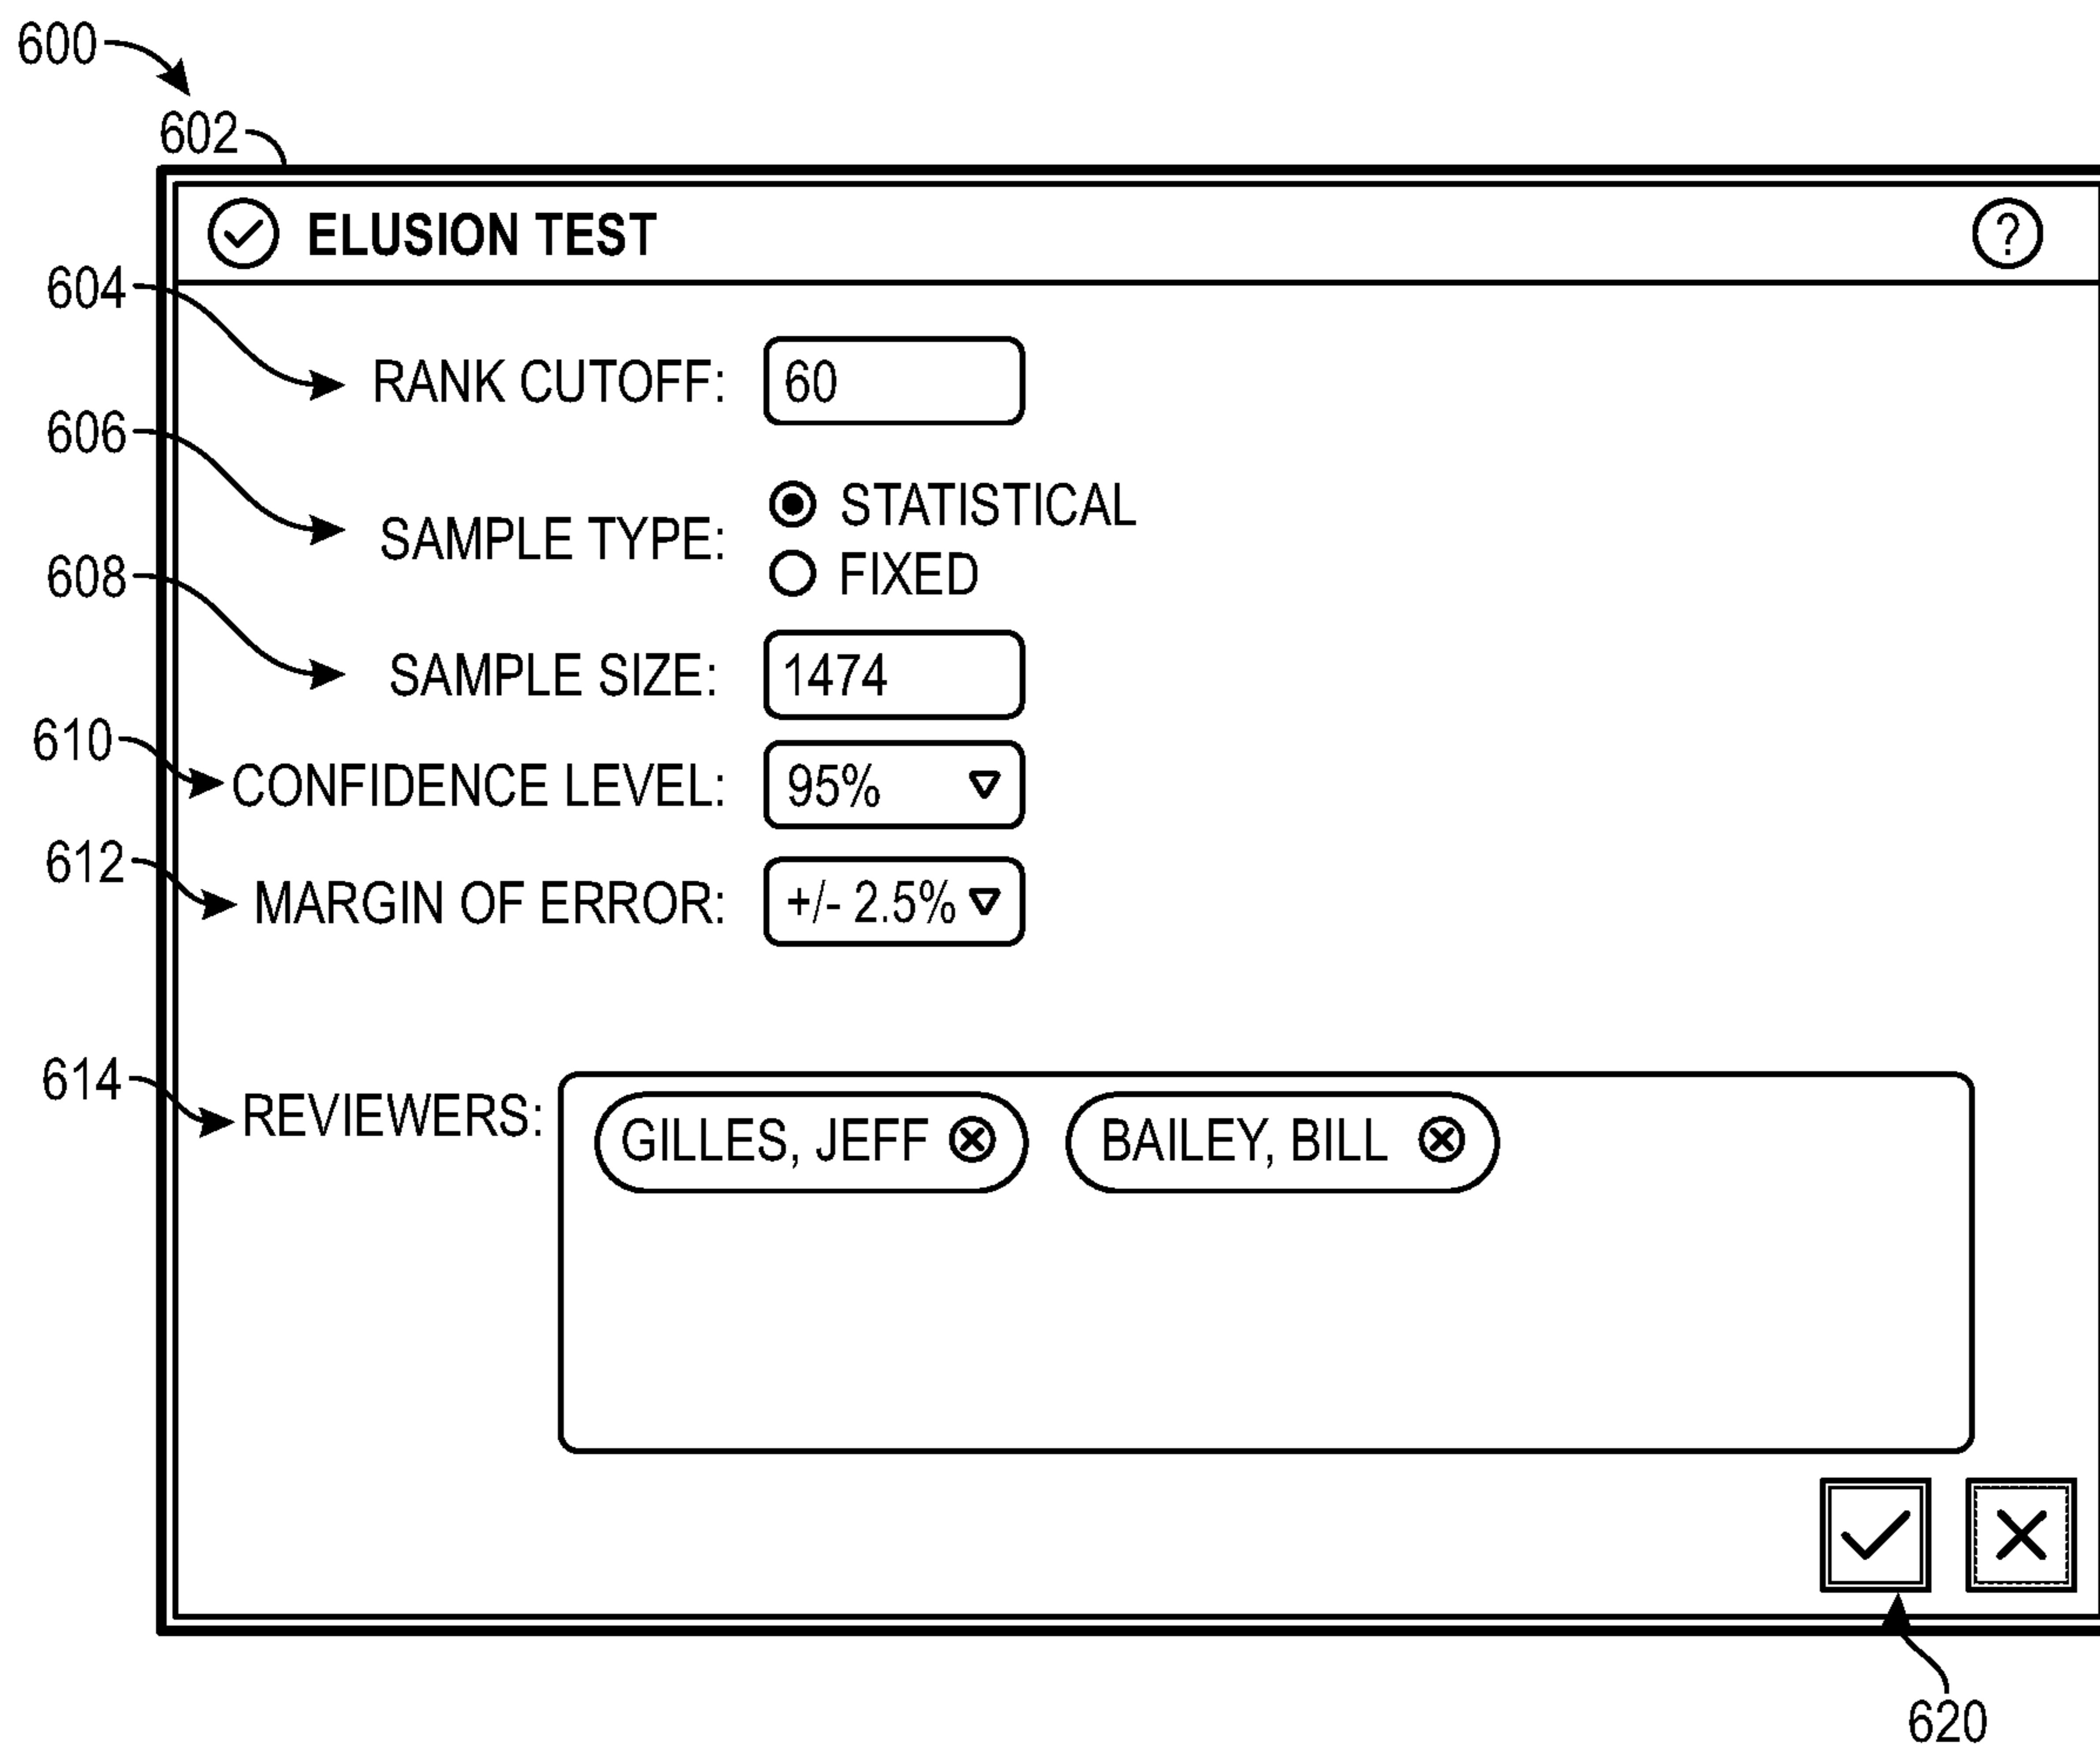 600
602
ELUSION TEST ?
604
RANK CUTOFF: 60
606
SAMPLE TYPE: STATISTICAL
FIXED
608
SAMPLE SIZE: 1474
610
CONFIDENCE LEVEL: 95%
612
MARGIN OF ERROR: +/- 2.5%
614
REVIEWERS: GILLES, JEFF BAILEY, BILL
620